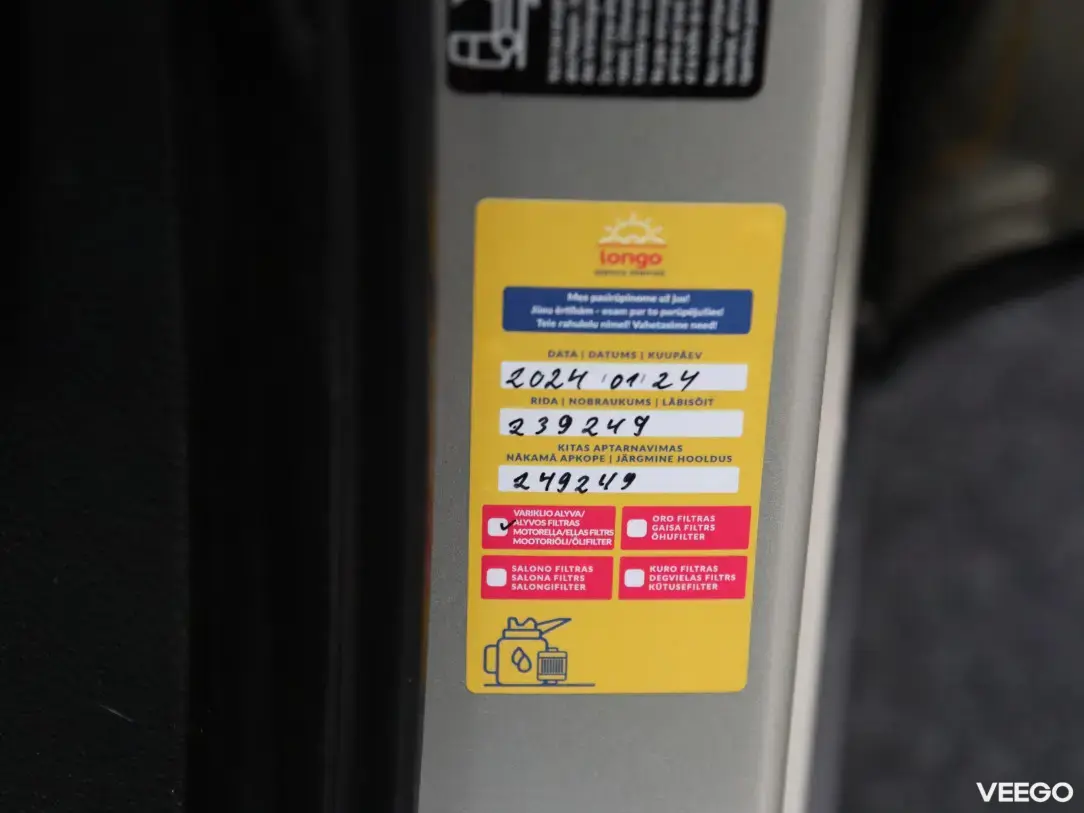 longo
Mes pasirūpinome už jus!
Jūsu ērtībām - esam par to parūpējušies!
Teie rahulolu nimel! Vahetasime need!
DATA | DATUMS | KUUPÄEV
2024 01 24
RIDA | NOBRAUKUMS | LÄBISÕIT
239249
KITAS APTARNAVIMAS
NĀKAMĀ APKOPE | JÄRGMINE HOOLDUS
249249
VARIKLIO ALYVA/
ALYVOS FILTRAS
MOTOREĻĻA/EĻĻAS FILTRS
MOOTORIÕLI/ÕLIFILTER
ORO FILTRAS
GAISA FILTRS
ÕHUFILTER
SALONO FILTRAS
SALONA FILTRS
SALONGIFILTER
KURO FILTRAS
DEGVIELAS FILTRS
KÜTUSEFILTER
VEEGO